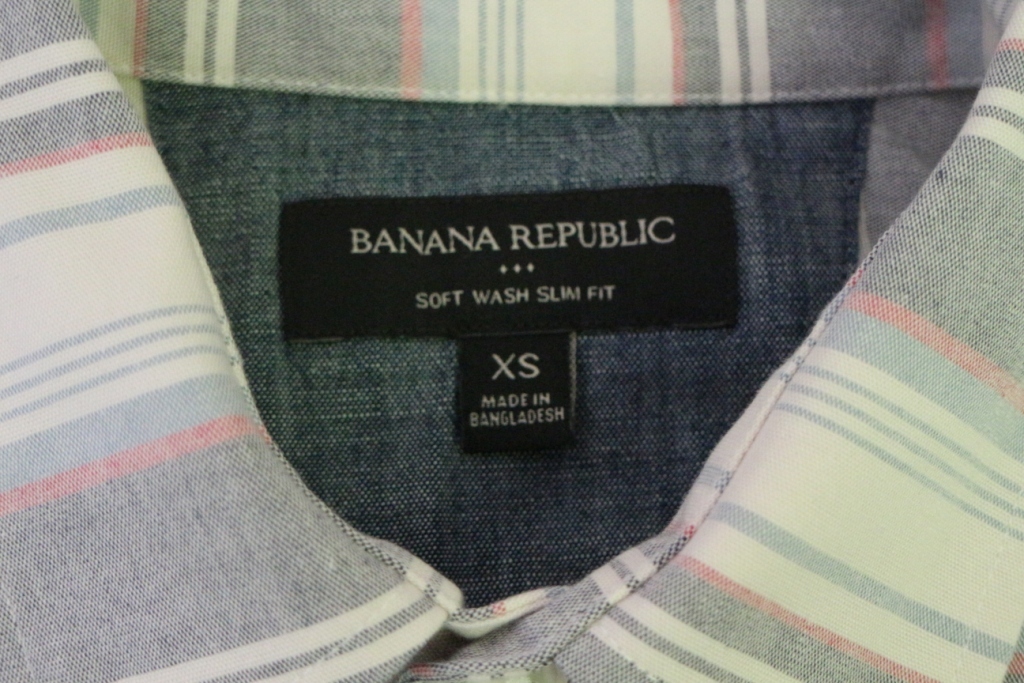 BANANA REPUBLIC
SOFT WASH SLIM FIT
XS
MADE IN
BANGLADESH